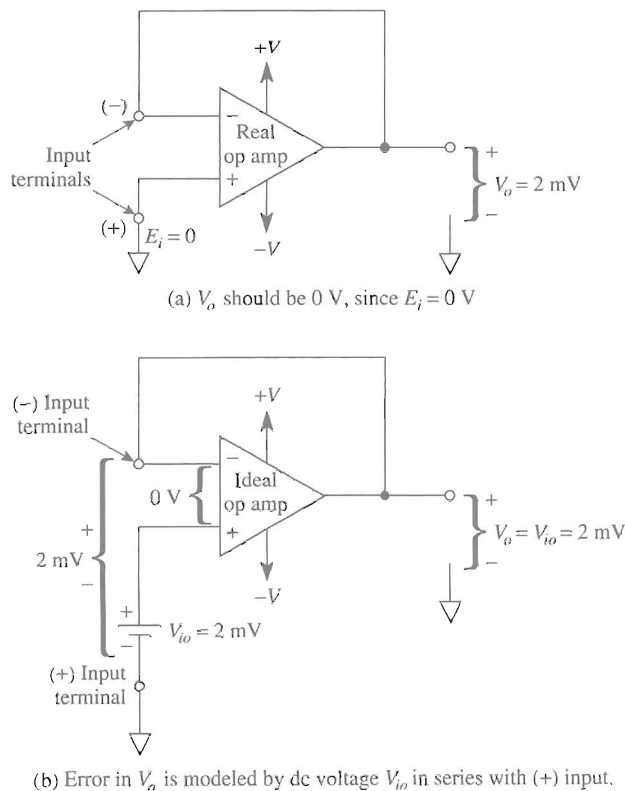 +V
(−)
−
Real
op amp
+
Input
terminals
(+)
E_i = 0
−V
+
V_o = 2 mV
−
(a) V_o should be 0 V, since E_i = 0 V
(−) Input
terminal
+V
−
Ideal
op amp
0 V
+
+
2 mV
−
−V
+
V_o = V_io = 2 mV
−
+
V_io = 2 mV
−
(+) Input
terminal
(b) Error in V_o is modeled by dc voltage V_io in series with (+) input.